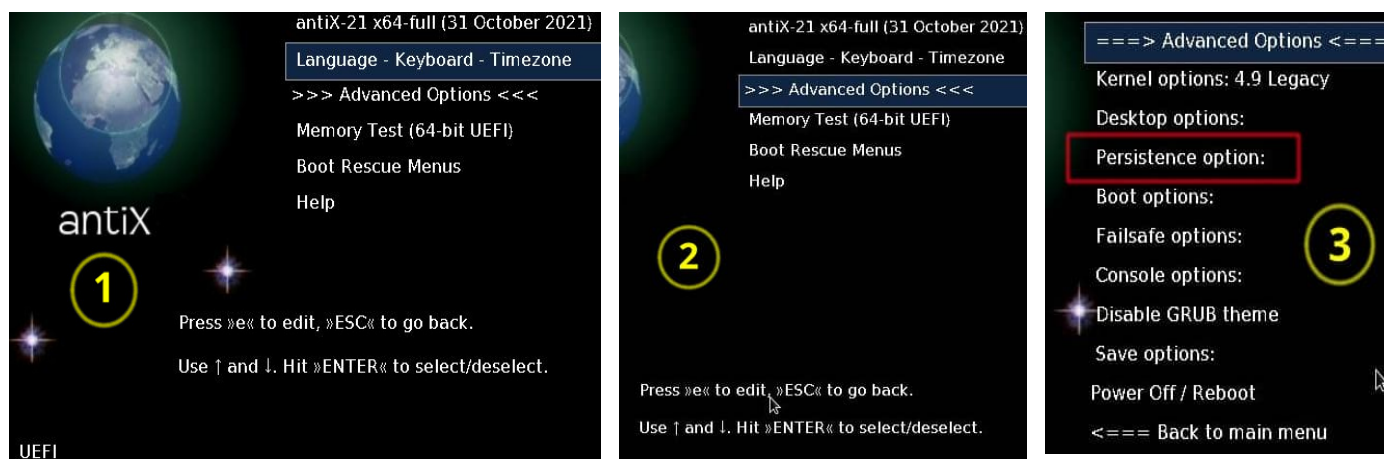 antiX-21 x64-full (31 October 2021)
Language - Keyboard - Timezone
>>> Advanced Options <<<
Memory Test (64-bit UEFI)
Boot Rescue Menus
Help
antiX
1
Press »e« to edit, »ESC« to go back.
Use ↑ and ↓. Hit »ENTER« to select/deselect.
UEFI
antiX-21 x64-full (31 October 2021)
Language - Keyboard - Timezone
>>> Advanced Options <<<
Memory Test (64-bit UEFI)
Boot Rescue Menus
Help
2
Press »e« to edit, »ESC« to go back.
Use ↑ and ↓. Hit »ENTER« to select/deselect.
===> Advanced Options <===
Kernel options: 4.9 Legacy
Desktop options:
Persistence option:
Boot options:
Failsafe options:
3
Console options:
Disable GRUB theme
Save options:
Power Off / Reboot
<=== Back to main menu